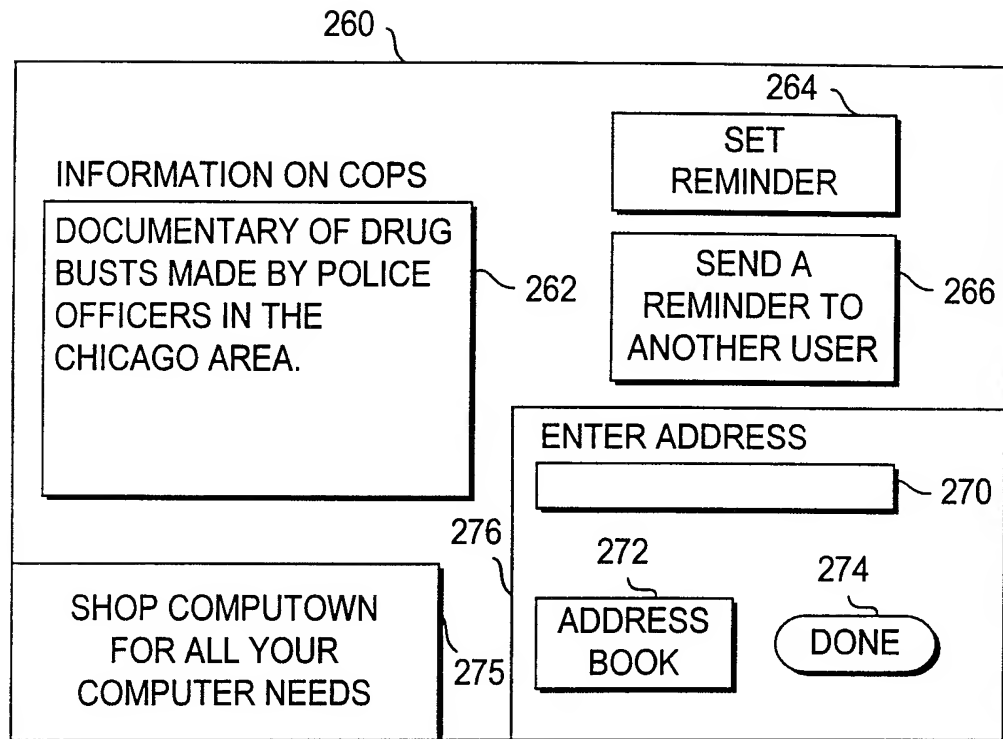 260
264
SET
REMINDER
INFORMATION ON COPS
DOCUMENTARY OF DRUG
BUSTS MADE BY POLICE
OFFICERS IN THE
CHICAGO AREA.
262
SEND A
REMINDER TO
ANOTHER USER
266
ENTER ADDRESS
270
276
272
274
ADDRESS
BOOK
DONE
SHOP COMPUTOWN
FOR ALL YOUR
COMPUTER NEEDS
275